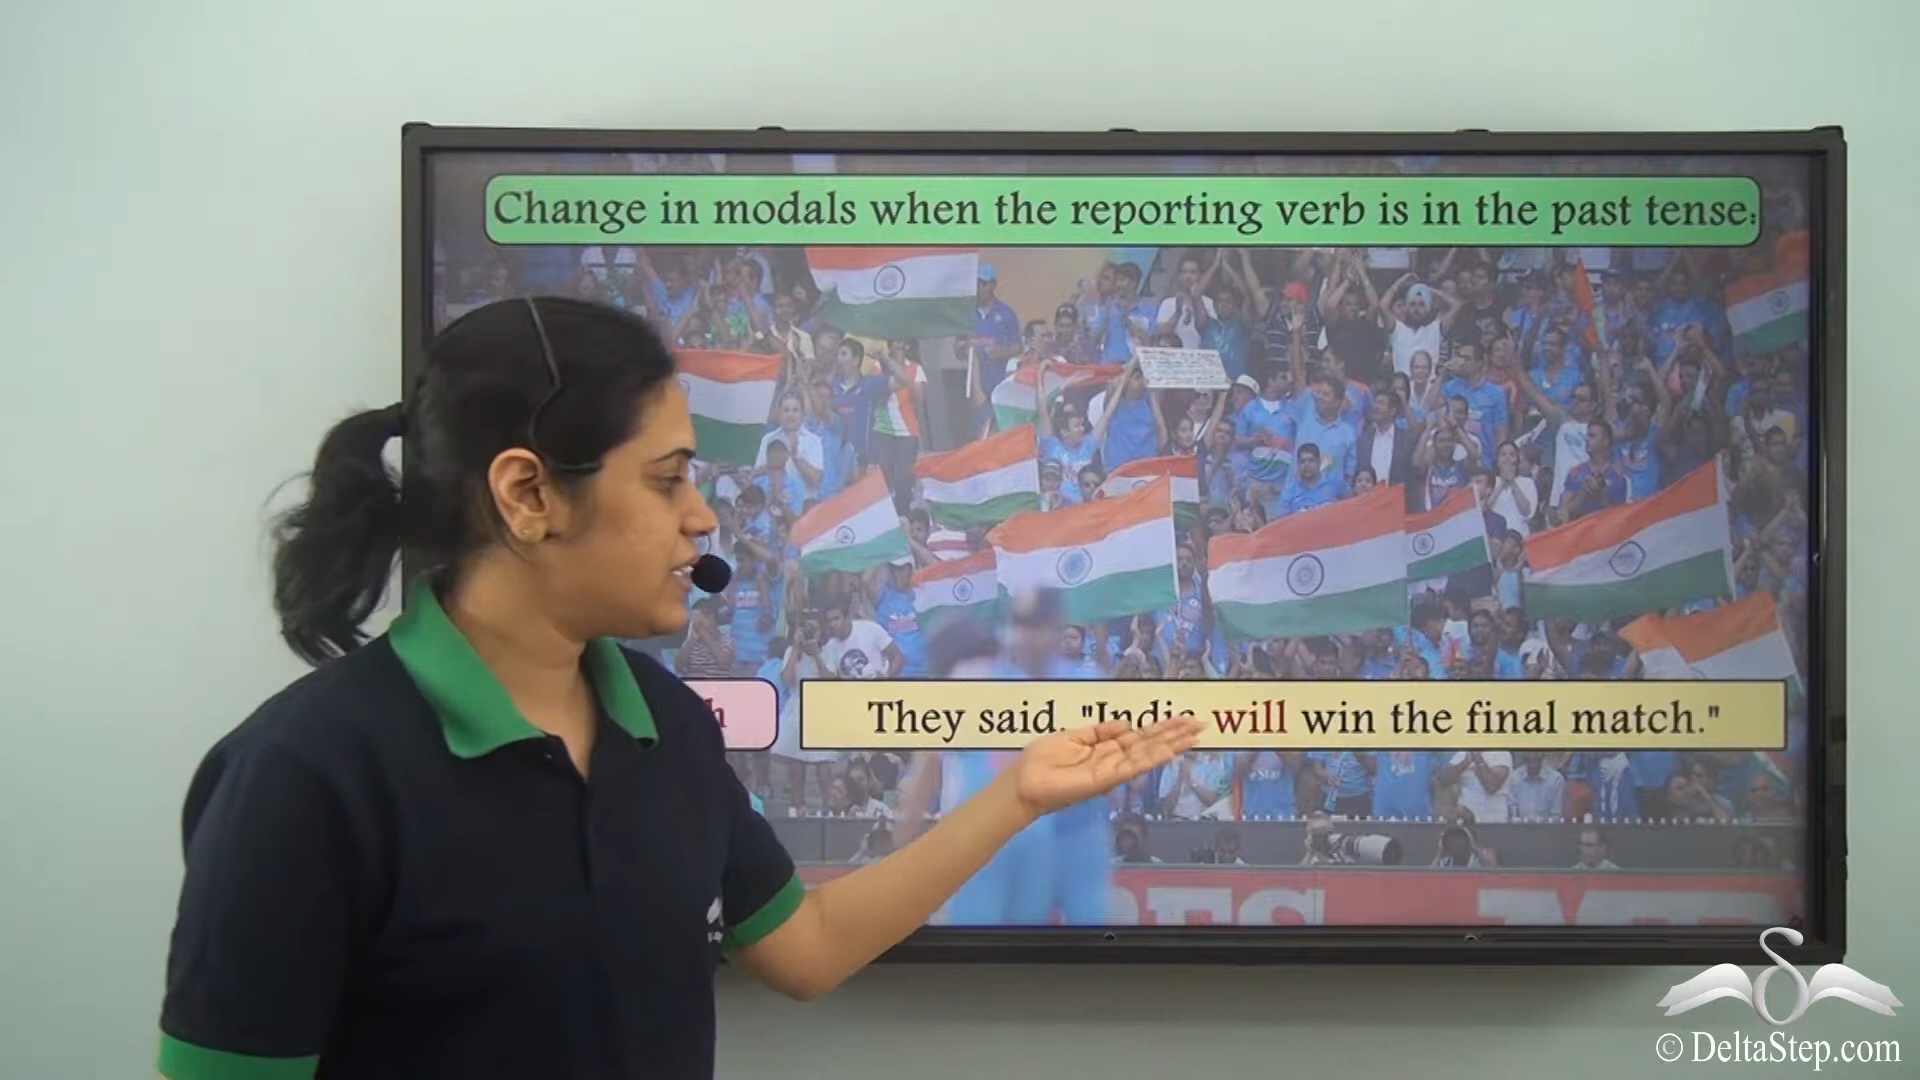 Change in modals when the reporting verb is in the past tense:
They said, "India will win the final match."
© DeltaStep.com